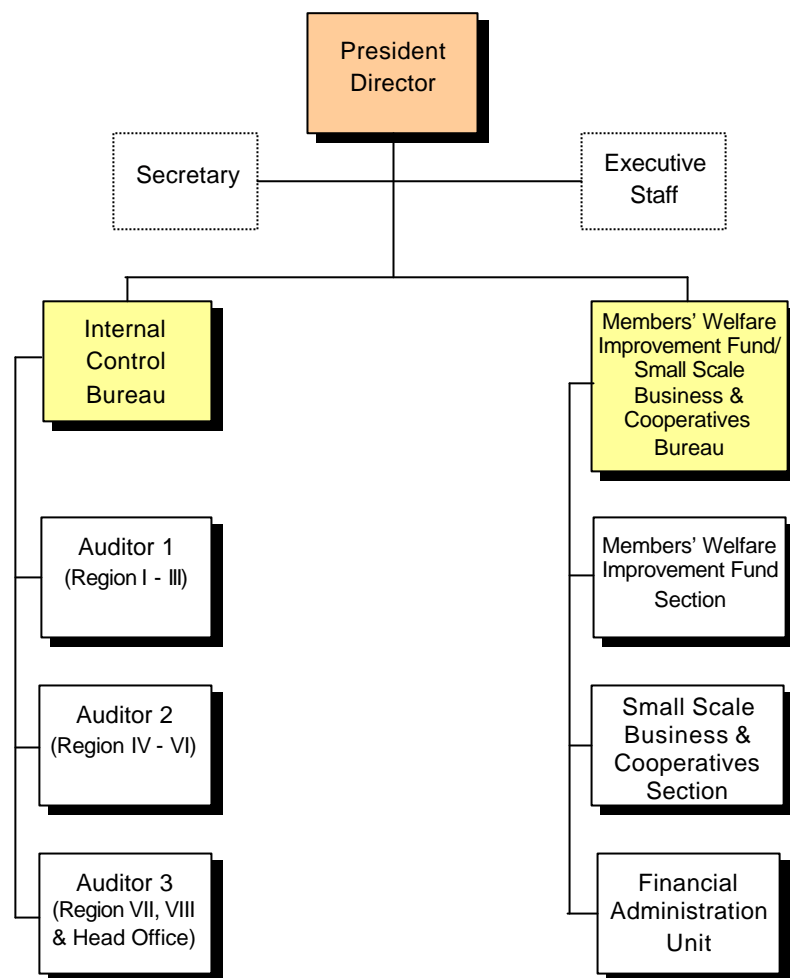 President
Director
Secretary
Executive
Staff
Internal
Control
Bureau
Members’ Welfare
Improvement Fund/
Small Scale
Business &
Cooperatives
Bureau
Auditor 1
(Region I - III)
Members’ Welfare
Improvement Fund
Section
Auditor 2
(Region IV - VI)
Small Scale
Business &
Cooperatives
Section
Auditor 3
(Region VII, VIII
& Head Office)
Financial
Administration
Unit